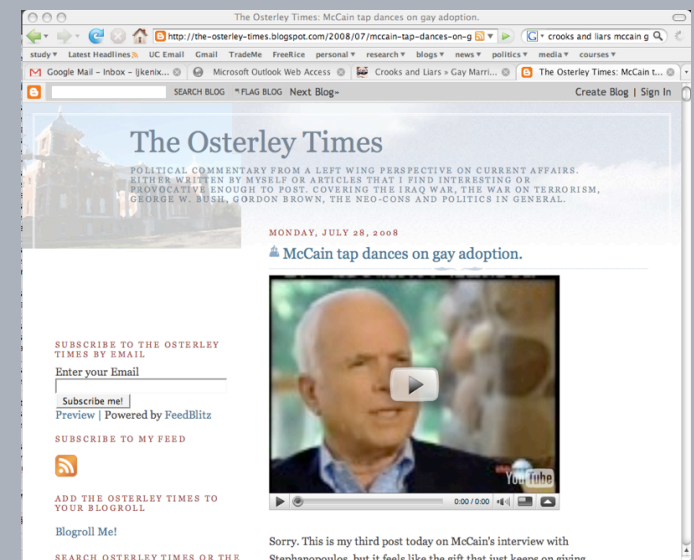 The Osterley Times: McCain tap dances on gay adoption.
http://the-osterley-times.blogspot.com/2008/07/mccain-tap-dances-on-g
crooks and liars mccain g
study Latest Headlines UC Email Gmail TradeMe FreeRice personal research blogs news politics media courses
Google Mail - Inbox - ljkenix... Microsoft Outlook Web Access Crooks and Liars » Gay Marri... The Osterley Times: McCain t...
SEARCH BLOG FLAG BLOG Next Blog» Create Blog | Sign In
The Osterley Times
POLITICAL COMMENTARY FROM A LEFT WING PERSPECTIVE ON CURRENT AFFAIRS.
EITHER WRITTEN BY MYSELF OR ARTICLES THAT I FIND INTERESTING OR
PROVOCATIVE ENOUGH TO POST. COVERING THE IRAQ WAR, THE WAR ON TERRORISM,
GEORGE W. BUSH, GORDON BROWN, THE NEO-CONS AND POLITICS IN GENERAL.
MONDAY, JULY 28, 2008
McCain tap dances on gay adoption.
YouTube
0:00 / 0:00
Sorry. This is my third post today on McCain's interview with
Stephanopoulos, but it feels like the gift that just keeps on giving
SUBSCRIBE TO THE OSTERLEY
TIMES BY EMAIL
Enter your Email
Subscribe me!
Preview | Powered by FeedBlitz
SUBSCRIBE TO MY FEED
ADD THE OSTERLEY TIMES TO
YOUR BLOGROLL
Blogroll Me!
SEARCH OSTERLEY TIMES OR THE